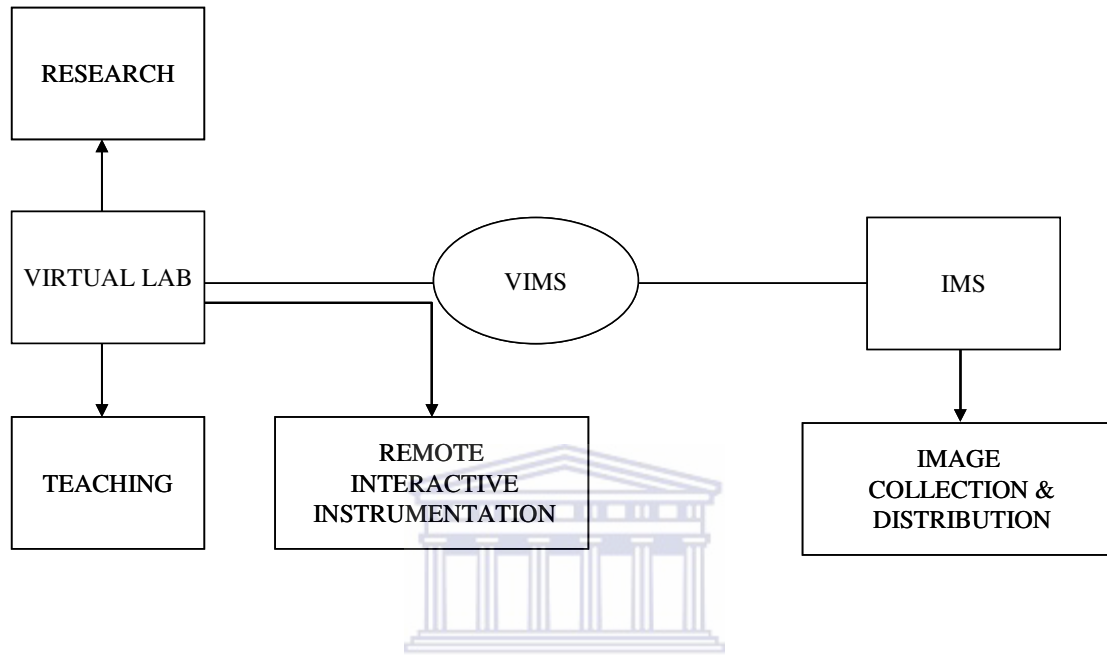 RESEARCH
VIRTUAL LAB
VIMS
IMS
TEACHING
REMOTE
INTERACTIVE
INSTRUMENTATION
IMAGE
COLLECTION &
DISTRIBUTION